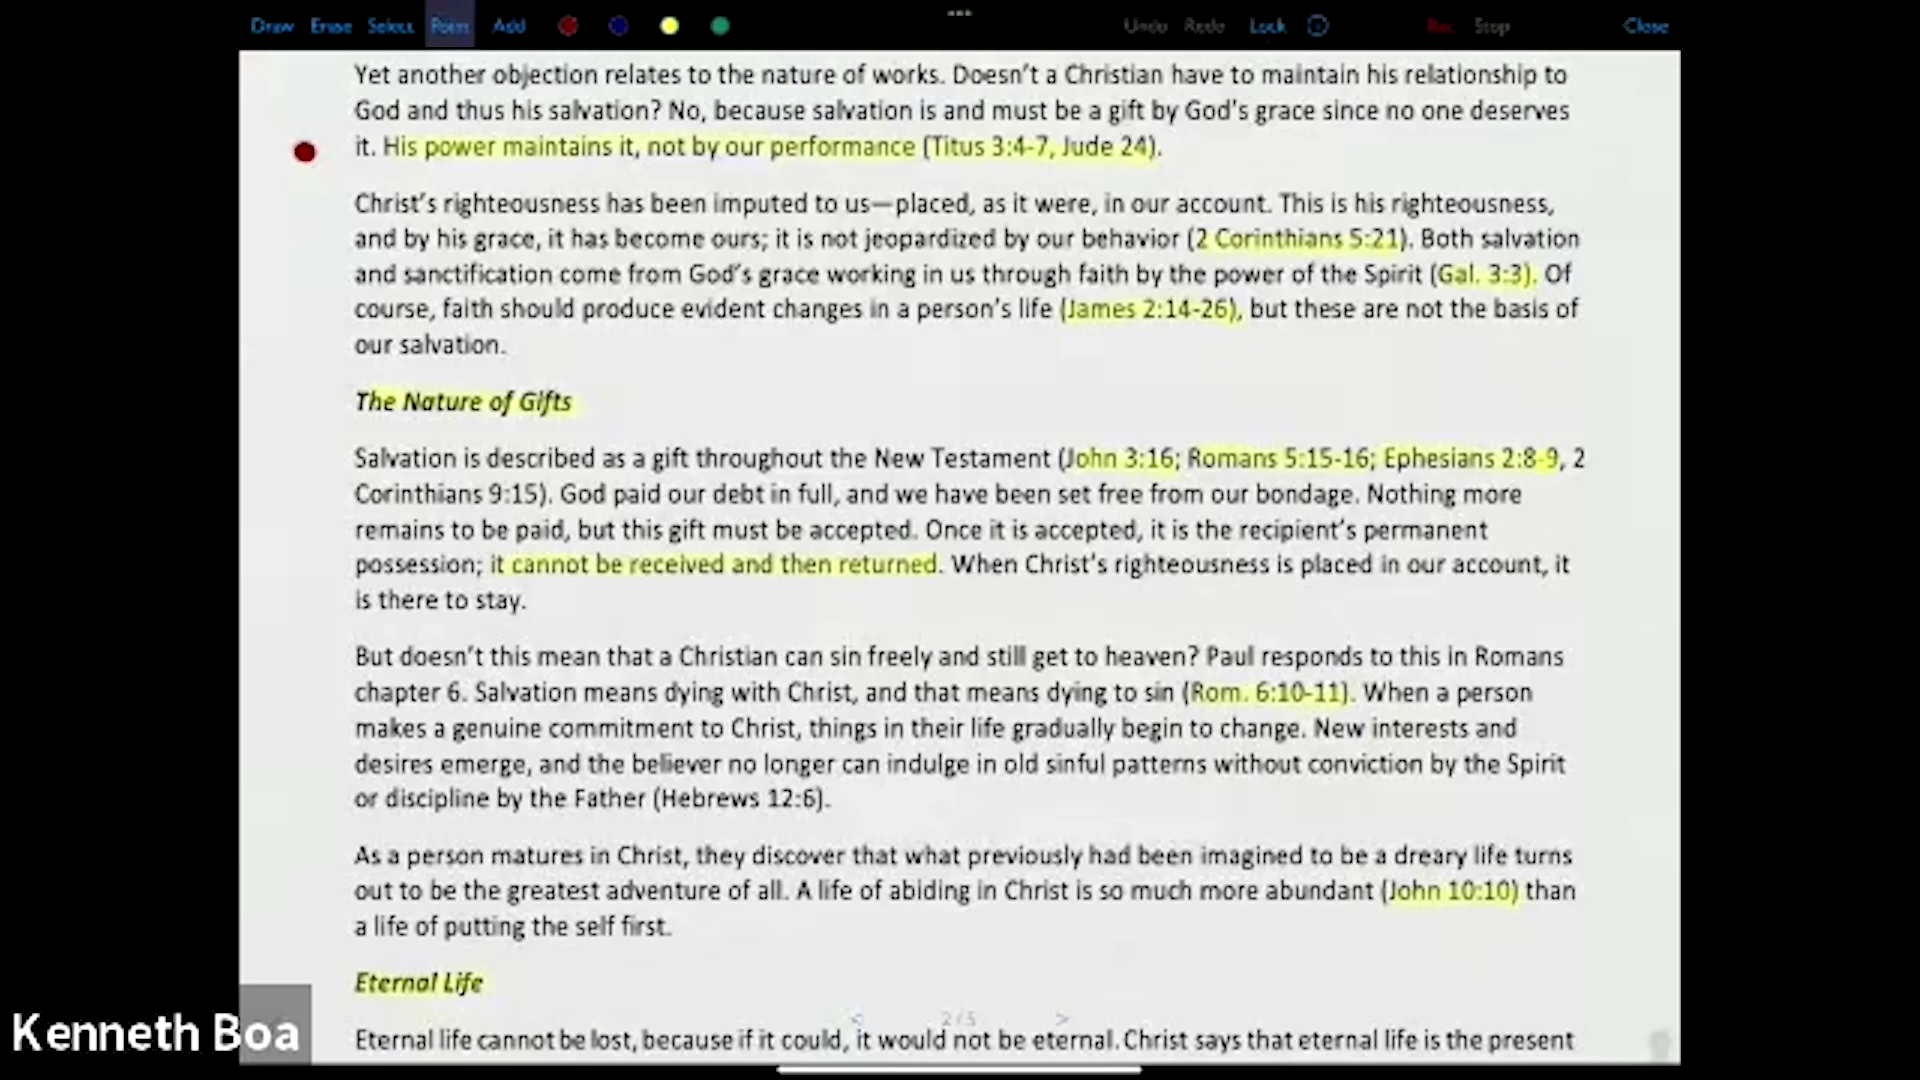 Draw Erase Select Point Add Undo Redo Lock Rec Stop Close
Yet another objection relates to the nature of works. Doesn't a Christian have to maintain his relationship to
God and thus his salvation? No, because salvation is and must be a gift by God's grace since no one deserves
it. His power maintains it, not by our performance (Titus 3:4-7, Jude 24).
Christ's righteousness has been imputed to us—placed, as it were, in our account. This is his righteousness,
and by his grace, it has become ours; it is not jeopardized by our behavior (2 Corinthians 5:21). Both salvation
and sanctification come from God's grace working in us through faith by the power of the Spirit (Gal. 3:3). Of
course, faith should produce evident changes in a person's life (James 2:14-26), but these are not the basis of
our salvation.
The Nature of Gifts
Salvation is described as a gift throughout the New Testament (John 3:16; Romans 5:15-16; Ephesians 2:8-9, 2
Corinthians 9:15). God paid our debt in full, and we have been set free from our bondage. Nothing more
remains to be paid, but this gift must be accepted. Once it is accepted, it is the recipient's permanent
possession; it cannot be received and then returned. When Christ's righteousness is placed in our account, it
is there to stay.
But doesn't this mean that a Christian can sin freely and still get to heaven? Paul responds to this in Romans
chapter 6. Salvation means dying with Christ, and that means dying to sin (Rom. 6:10-11). When a person
makes a genuine commitment to Christ, things in their life gradually begin to change. New interests and
desires emerge, and the believer no longer can indulge in old sinful patterns without conviction by the Spirit
or discipline by the Father (Hebrews 12:6).
As a person matures in Christ, they discover that what previously had been imagined to be a dreary life turns
out to be the greatest adventure of all. A life of abiding in Christ is so much more abundant (John 10:10) than
a life of putting the self first.
Eternal Life
< 2/5 >
Eternal life cannot be lost, because if it could, it would not be eternal. Christ says that eternal life is the present
Kenneth Boa